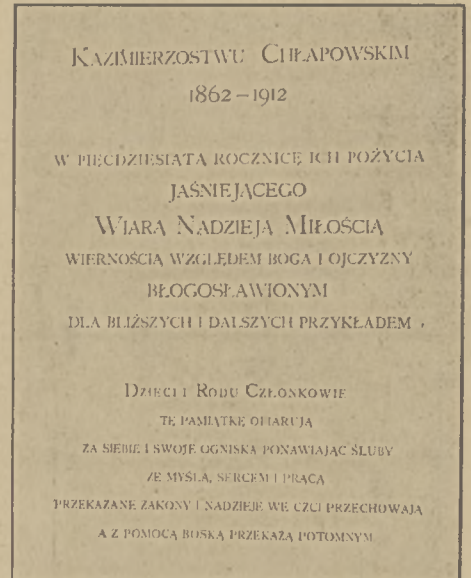 KAZIMIERZOSTWU CHŁAPOWSKIM
1862–1912
W PIĘĆDZIESIĄTĄ ROCZNICĘ ICH POŻYCIA
JAŚNIEJĄCEGO
WIARĄ NADZIEJĄ MIŁOŚCIĄ
WIERNOŚCIĄ WZGLĘDEM BOGA I OJCZYZNY
BŁOGOSŁAWIONYM
DLA BLIŻSZYCH I DALSZYCH PRZYKŁADEM,
DZIECI I RODU CZŁONKOWIE
TĘ PAMIĄTKĘ OFIARUJĄ
ZA SIEBIE I SWOJE OGNISKA PONAWIAJĄC ŚLUBY
ŻE MYŚLĄ, SERCEM I PRACĄ
PRZEKAZANE ZAKONY I NADZIEJE WE CZCI PRZECHOWAJĄ
A Z POMOCĄ BOSKĄ PRZEKAŻĄ POTOMNYM